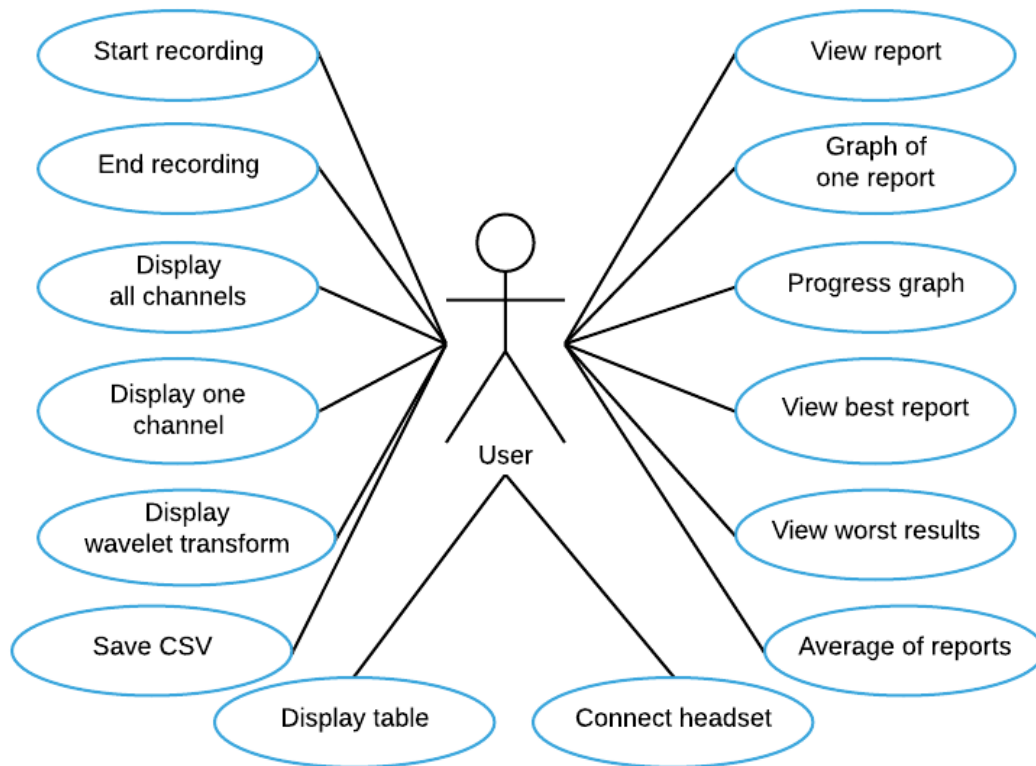 Start recording
End recording
Display
all channels
Display one
channel
Display
wavelet transform
Save CSV
Display table
User
Connect headset
View report
Graph of
one report
Progress graph
View best report
View worst results
Average of reports